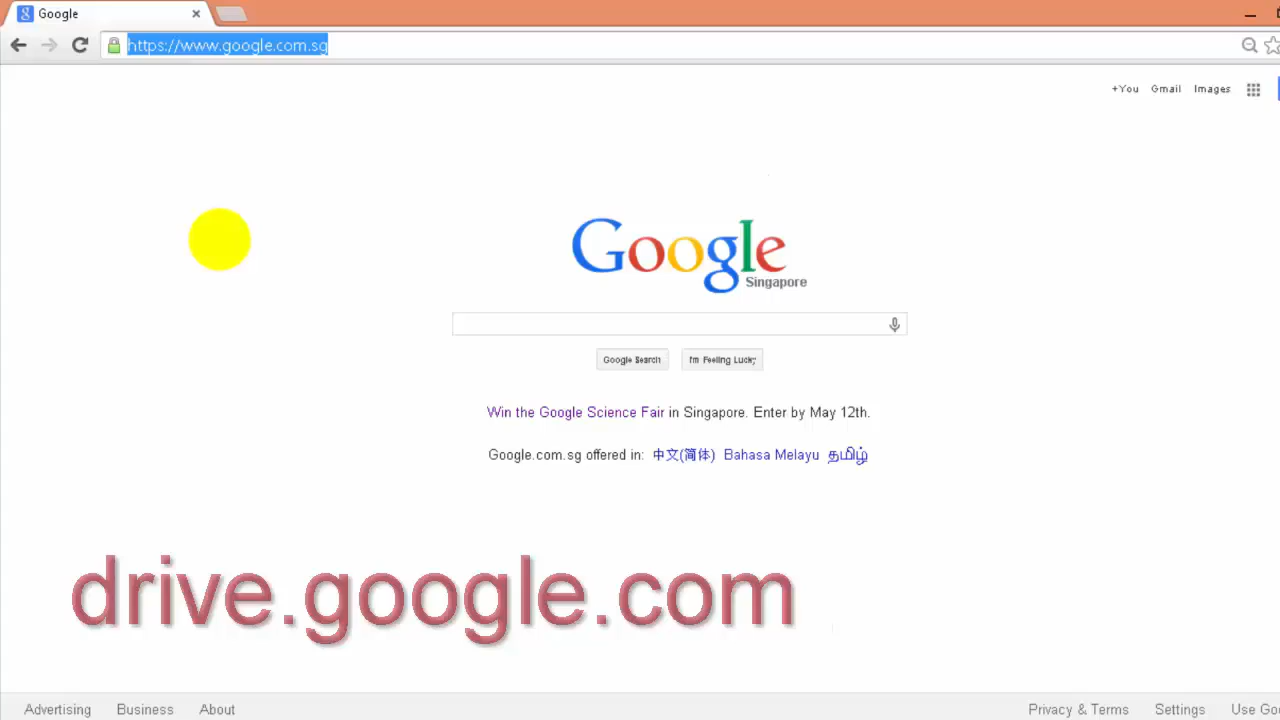 Google
https://www.google.com.sg
+You Gmail Images
Google
Singapore
Google Search I'm Feeling Lucky
Win the Google Science Fair in Singapore. Enter by May 12th.
Google.com.sg offered in: 中文(简体) Bahasa Melayu தமிழ்
drive.google.com
Advertising Business About Privacy & Terms Settings Use Go